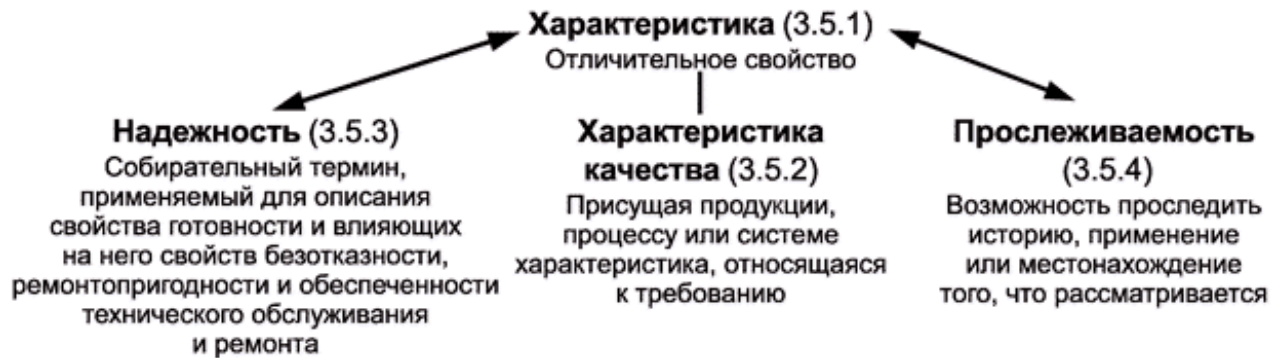 Характеристика (3.5.1)
Отличительное свойство
Надежность (3.5.3)
Собирательный термин,
применяемый для описания
свойства готовности и влияющих
на него свойств безотказности,
ремонтопригодности и обеспеченности
технического обслуживания
и ремонта
Характеристика
качества (3.5.2)
Присущая продукции,
процессу или системе
характеристика, относящаяся
к требованию
Прослеживаемость
(3.5.4)
Возможность проследить
историю, применение
или местонахождение
того, что рассматривается